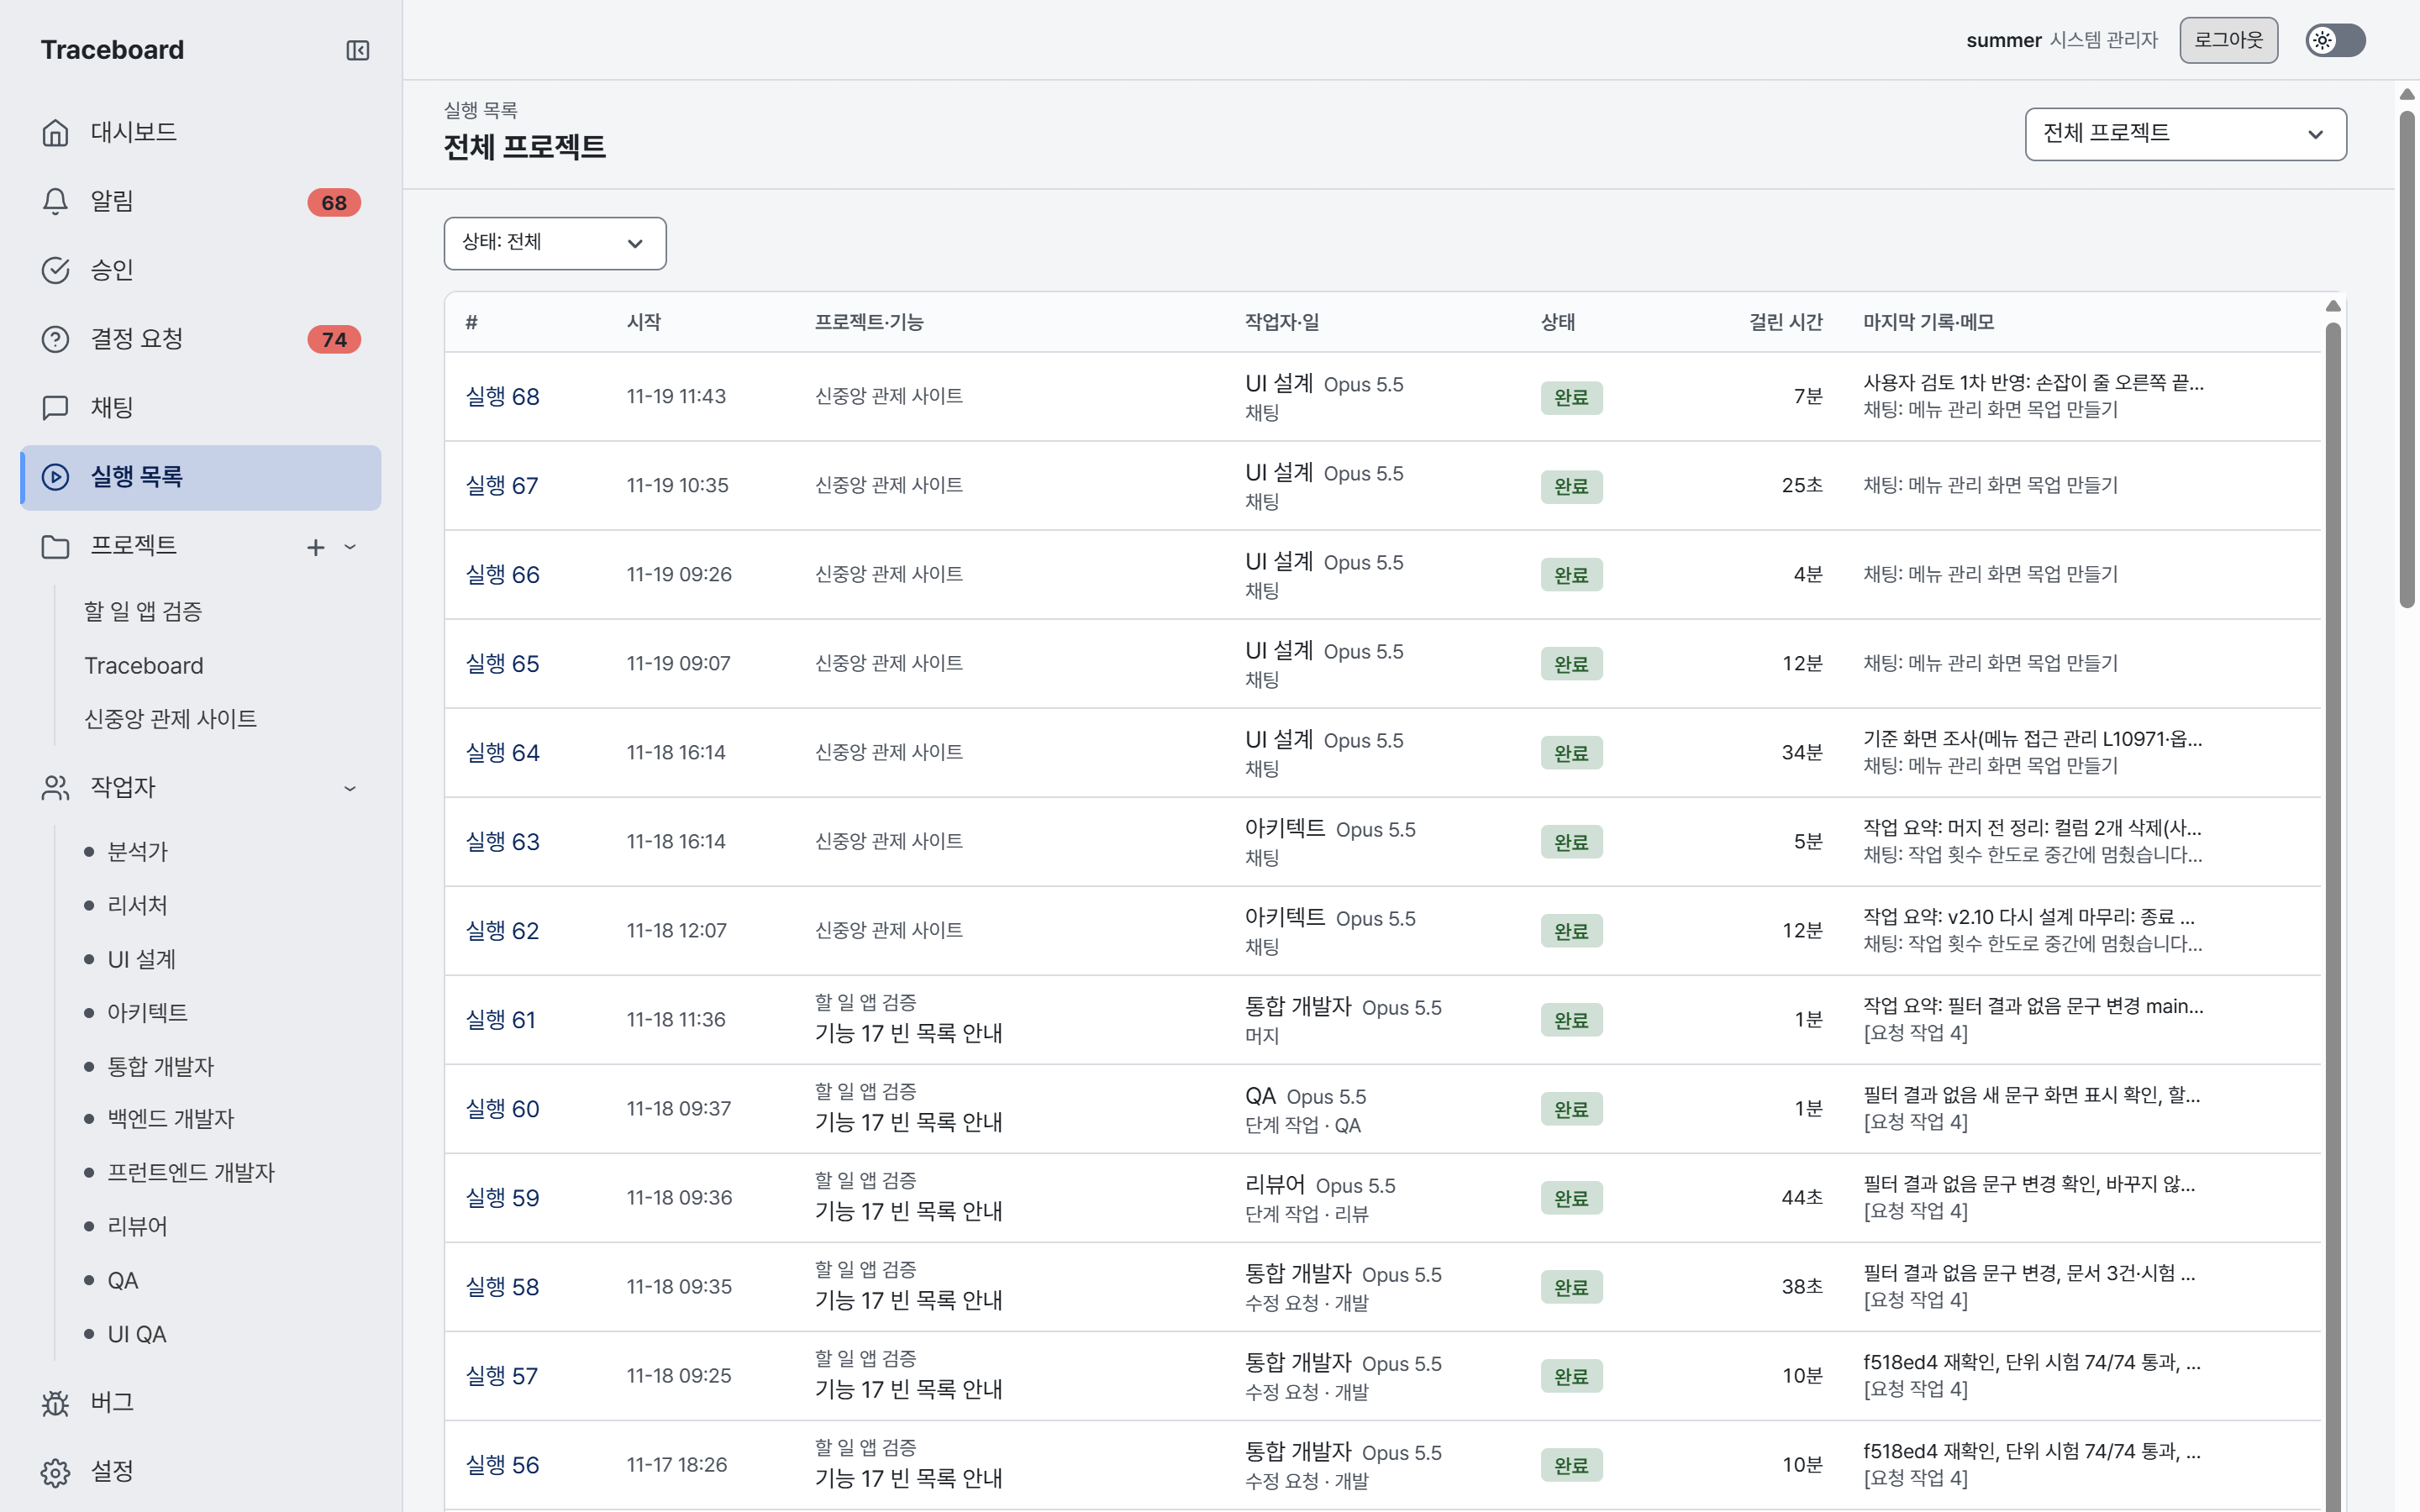 Traceboard
대시보드
알림 68
승인
결정 요청 74
채팅
실행 목록
프로젝트
할 일 앱 검증
Traceboard
신중앙 관제 사이트
작업자
분석가
리서처
UI 설계
아키텍트
통합 개발자
백엔드 개발자
프런트엔드 개발자
리뷰어
QA
UI QA
버그
설정
summer 시스템 관리자 로그아웃
실행 목록
전체 프로젝트
전체 프로젝트
상태: 전체
# 시작 프로젝트·기능 작업자·일 상태 걸린 시간 마지막 기록·메모
실행 68 11-19 11:43 신중앙 관제 사이트 UI 설계 Opus 5.5 완료 7분 사용자 검토 1차 반영: 손잡이 줄 오른쪽 끝...
채팅 채팅: 메뉴 관리 화면 목업 만들기
실행 67 11-19 10:35 신중앙 관제 사이트 UI 설계 Opus 5.5 완료 25초 채팅: 메뉴 관리 화면 목업 만들기
채팅
실행 66 11-19 09:26 신중앙 관제 사이트 UI 설계 Opus 5.5 완료 4분 채팅: 메뉴 관리 화면 목업 만들기
채팅
실행 65 11-19 09:07 신중앙 관제 사이트 UI 설계 Opus 5.5 완료 12분 채팅: 메뉴 관리 화면 목업 만들기
채팅
실행 64 11-18 16:14 신중앙 관제 사이트 UI 설계 Opus 5.5 완료 34분 기준 화면 조사(메뉴 접근 관리 L10971·옵...
채팅 채팅: 메뉴 관리 화면 목업 만들기
실행 63 11-18 16:14 신중앙 관제 사이트 아키텍트 Opus 5.5 완료 5분 작업 요약: 머지 전 정리: 컬럼 2개 삭제(사...
채팅 채팅: 작업 횟수 한도로 중간에 멈췄습니다...
실행 62 11-18 12:07 신중앙 관제 사이트 아키텍트 Opus 5.5 완료 12분 작업 요약: v2.10 다시 설계 마무리: 종료 ...
채팅 채팅: 작업 횟수 한도로 중간에 멈췄습니다...
실행 61 11-18 11:36 할 일 앱 검증 통합 개발자 Opus 5.5 완료 1분 작업 요약: 필터 결과 없음 문구 변경 main...
기능 17 빈 목록 안내 머지 [요청 작업 4]
실행 60 11-18 09:37 할 일 앱 검증 QA Opus 5.5 완료 1분 필터 결과 없음 새 문구 화면 표시 확인, 할...
기능 17 빈 목록 안내 단계 작업 · QA [요청 작업 4]
실행 59 11-18 09:36 할 일 앱 검증 리뷰어 Opus 5.5 완료 44초 필터 결과 없음 문구 변경 확인, 바꾸지 않...
기능 17 빈 목록 안내 단계 작업 · 리뷰 [요청 작업 4]
실행 58 11-18 09:35 할 일 앱 검증 통합 개발자 Opus 5.5 완료 38초 필터 결과 없음 문구 변경, 문서 3건·시험 ...
기능 17 빈 목록 안내 수정 요청 · 개발 [요청 작업 4]
실행 57 11-18 09:25 할 일 앱 검증 통합 개발자 Opus 5.5 완료 10분 f518ed4 재확인, 단위 시험 74/74 통과, ...
기능 17 빈 목록 안내 수정 요청 · 개발 [요청 작업 4]
실행 56 11-17 18:26 할 일 앱 검증 통합 개발자 Opus 5.5 완료 10분 f518ed4 재확인, 단위 시험 74/74 통과, ...
기능 17 빈 목록 안내 수정 요청 · 개발 [요청 작업 4]